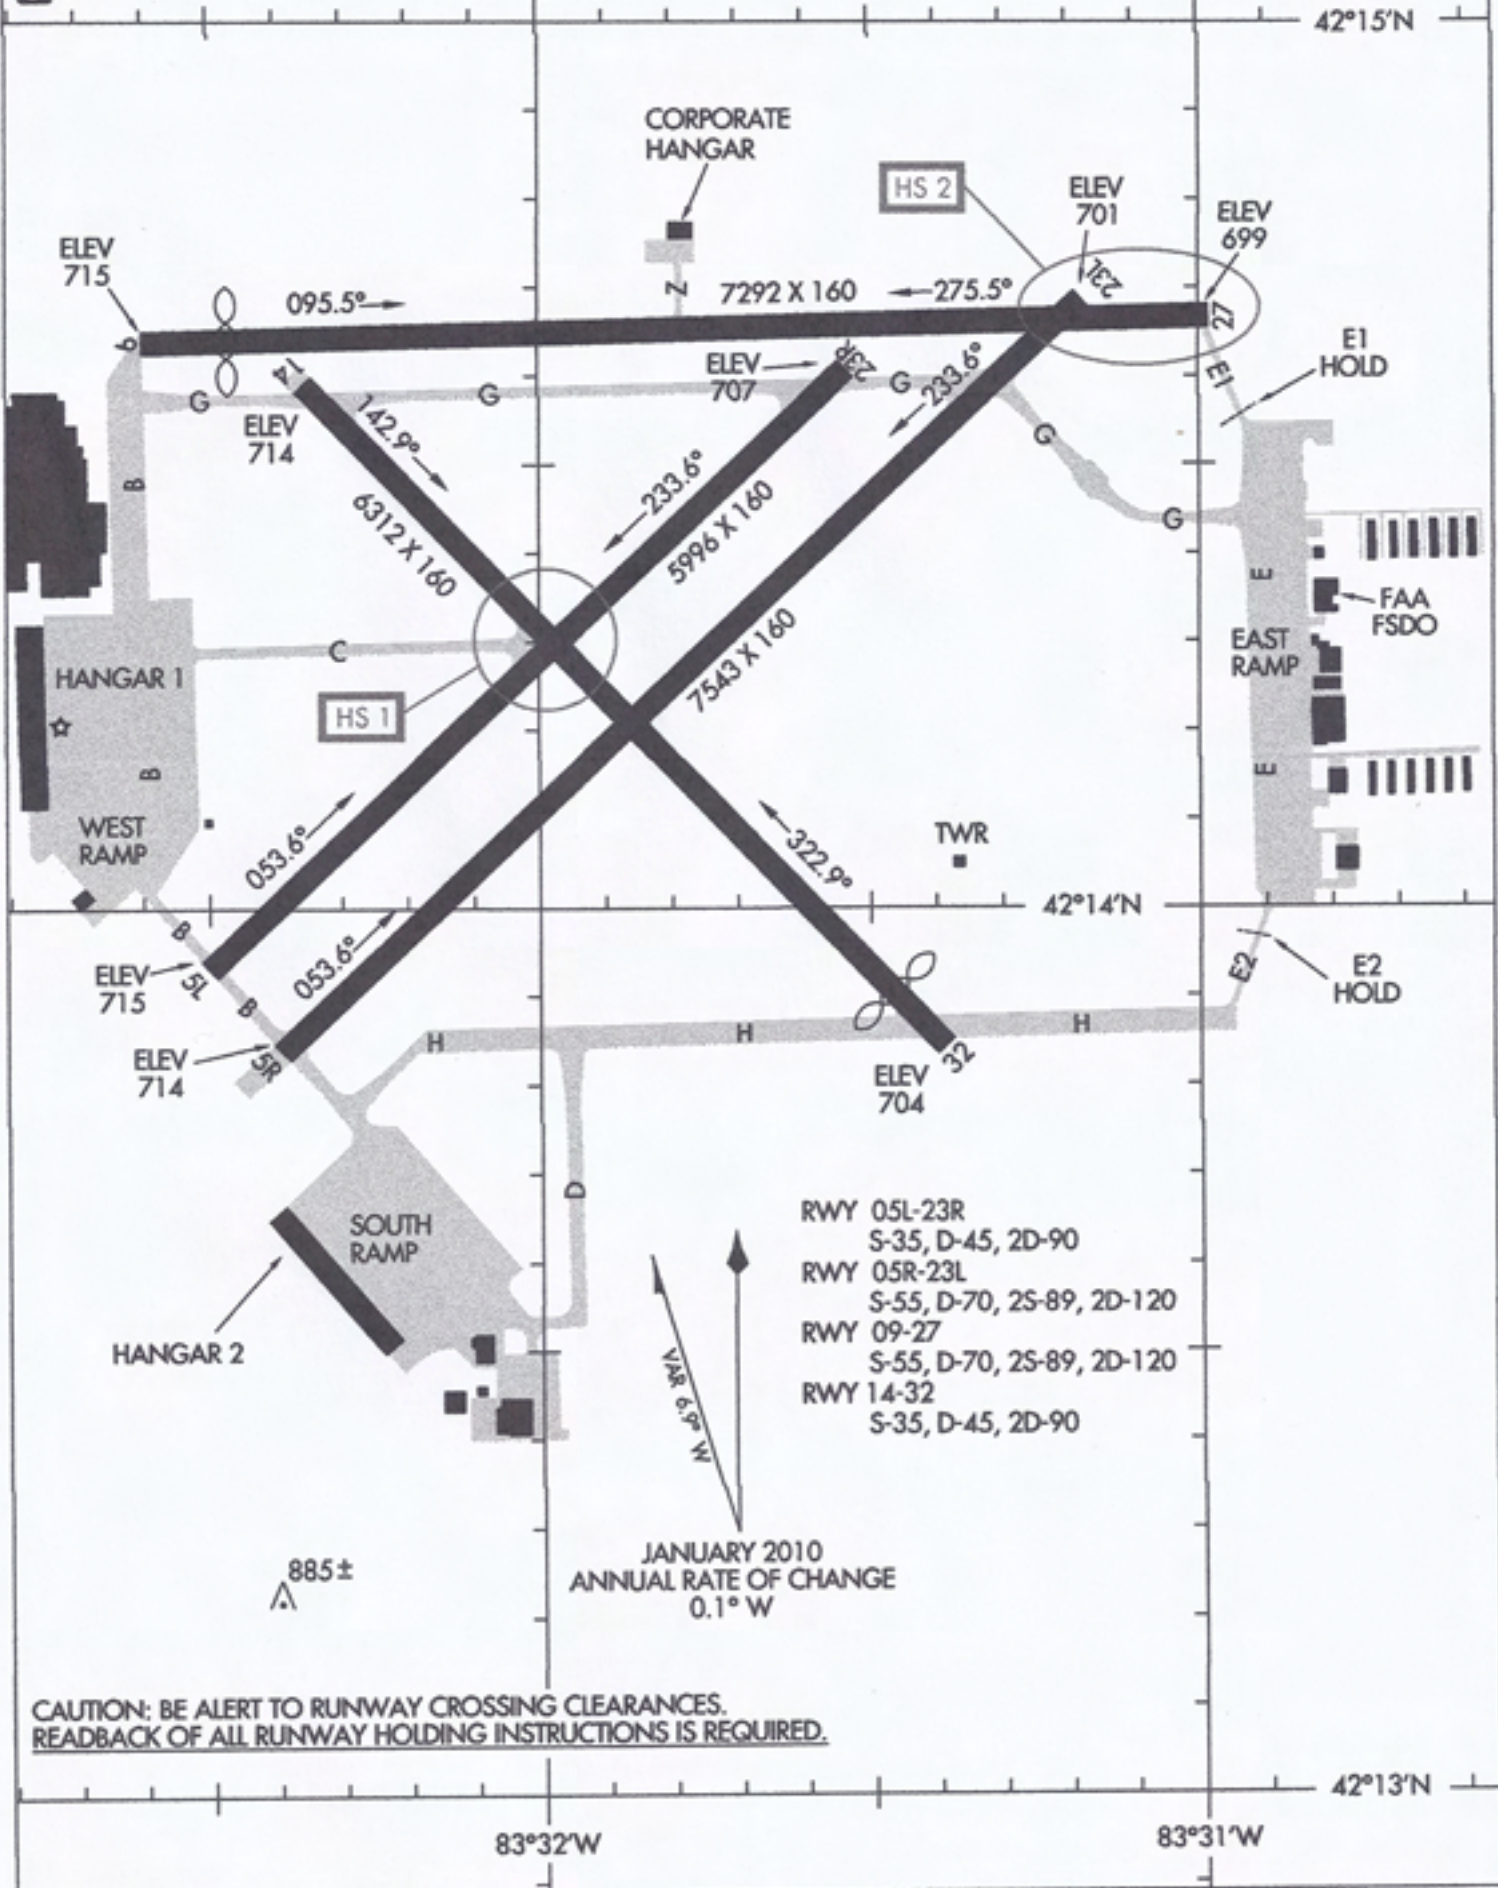 42°15'N
CORPORATE
HANGAR
HS 2
ELEV
701
ELEV
699
ELEV
715
095.5°
Z
7292 X 160
275.5°
23L
27
9
E1
HOLD
E1
14
ELEV
707
23R
G
G
G
233.6°
ELEV
714
142.9°
G
B
233.6°
6312 X 160
5996 X 160
G
E
FAA
FSDO
C
7543 X 160
EAST
RAMP
HANGAR 1
HS 1
B
E
WEST
RAMP
053.6°
TWR
322.9°
42°14'N
B
053.6°
ELEV
715
5L
B
E2
E2
HOLD
H
H
H
ELEV
714
5R
32
ELEV
704
D
SOUTH
RAMP
HANGAR 2
RWY 05L-23R
S-35, D-45, 2D-90
RWY 05R-23L
S-55, D-70, 2S-89, 2D-120
RWY 09-27
S-55, D-70, 2S-89, 2D-120
RWY 14-32
S-35, D-45, 2D-90
VAR 6.9° W
JANUARY 2010
ANNUAL RATE OF CHANGE
0.1° W
885±
CAUTION: BE ALERT TO RUNWAY CROSSING CLEARANCES.
READBACK OF ALL RUNWAY HOLDING INSTRUCTIONS IS REQUIRED.
42°13'N
83°32'W
83°31'W